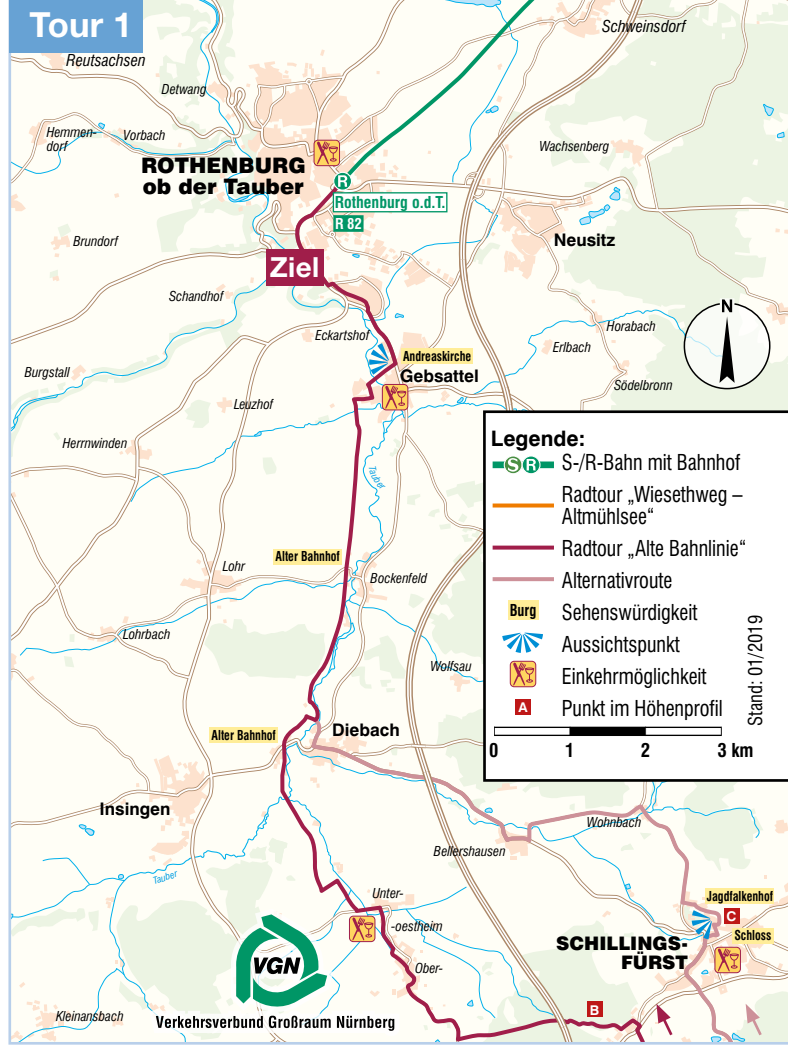 Tour 1
Schweinsdorf
Reutsachsen
Detwang
Hemmen-
dorf
Vorbach
ROTHENBURG
ob der Tauber
Wachsenberg
R
Rothenburg o.d.T.
R 82
Brundorf
Neusitz
Ziel
Schandhof
N
Eckartshof
Horabach
Andreaskirche
Erlbach
Burgstall
Gebsattel
Södelbronn
Leuzhof
Herrnwinden
Tauber
Legende:
S R S-/R-Bahn mit Bahnhof
Radtour „Wiesethweg –
Altmühlsee“
Radtour „Alte Bahnlinie“
Alternativroute
Burg Sehenswürdigkeit
Aussichtspunkt
Einkehrmöglichkeit
A Punkt im Höhenprofil
0 1 2 3 km
Stand: 01/2019
Alter Bahnhof
Lohr
Bockenfeld
Lohrbach
Wolfsau
Alter Bahnhof
Diebach
Insingen
Wohnbach
Bellershausen
Tauber
Unter-
-oestheim
Ober-
Jagdfalkenhof
C
Schloss
SCHILLINGS-
FÜRST
VGN
Verkehrsverbund Großraum Nürnberg
Kleinansbach
B